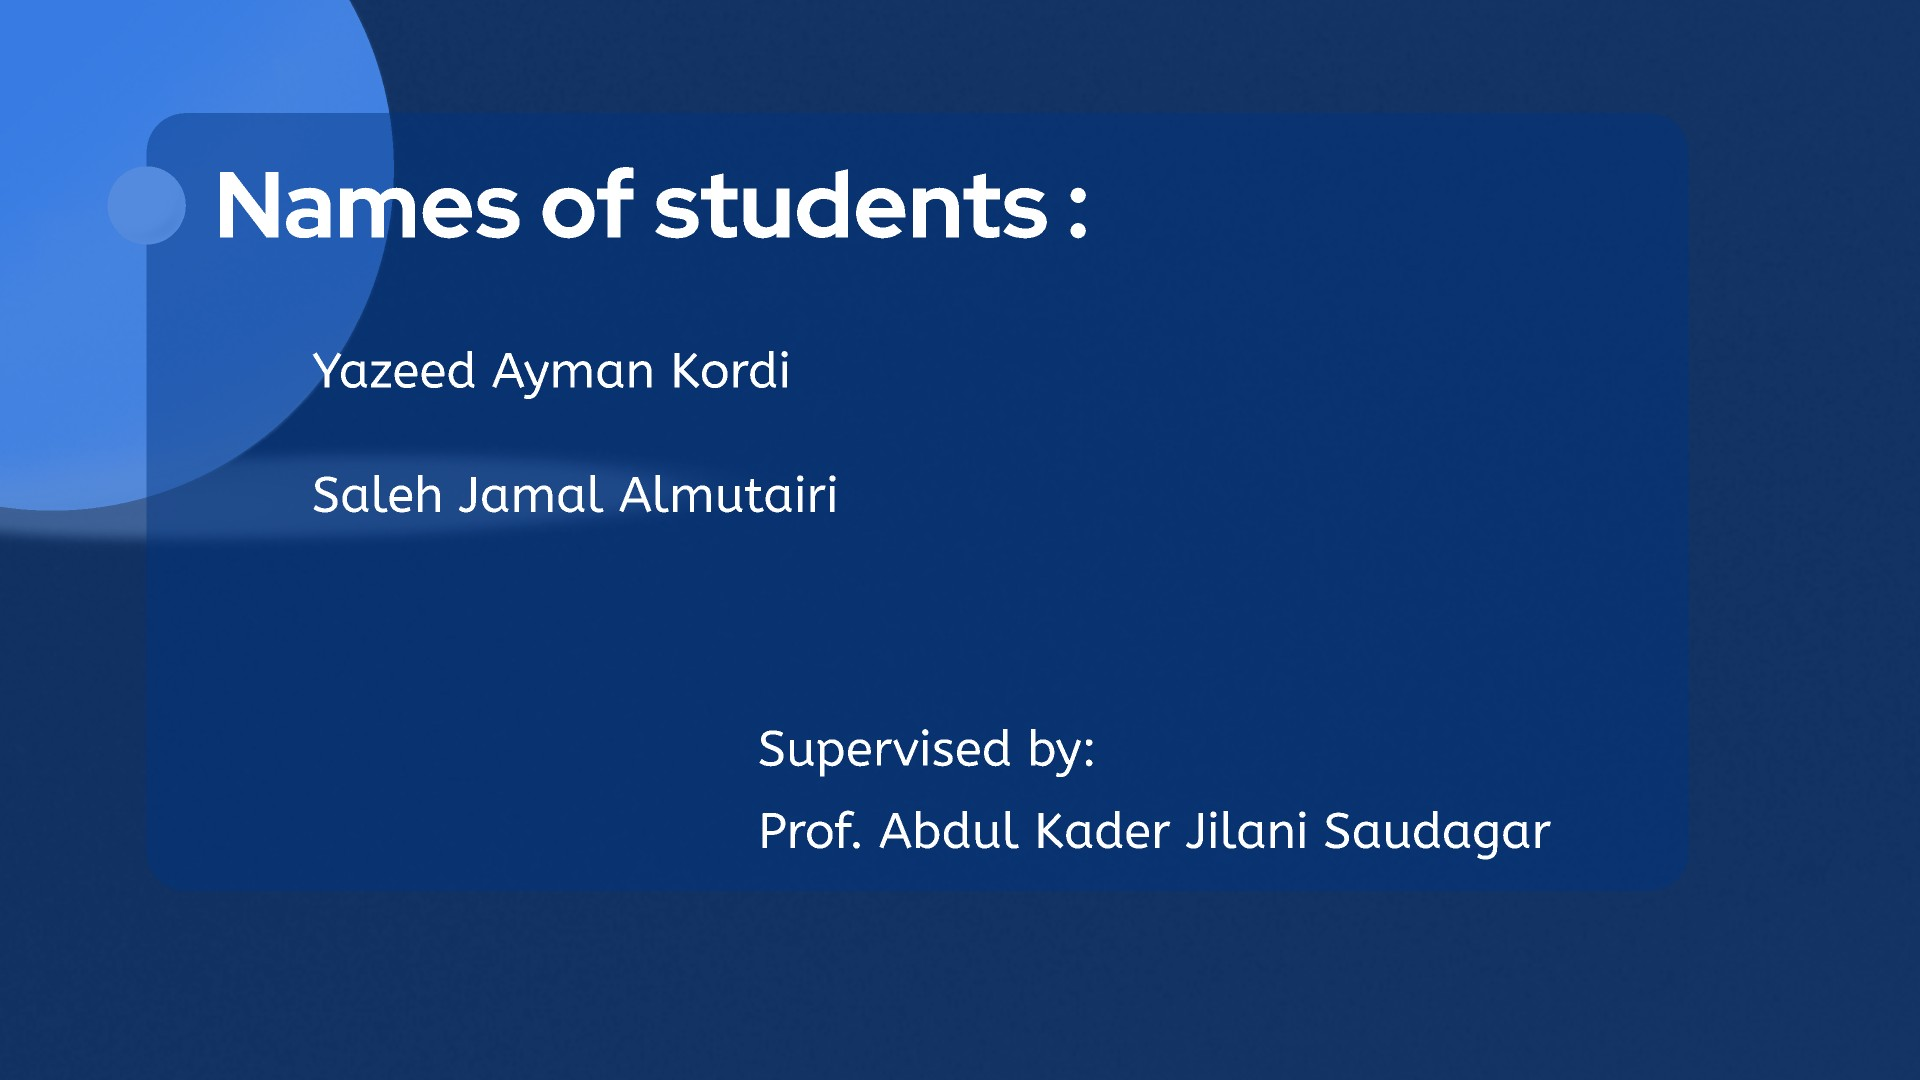 Names of students :
Yazeed Ayman Kordi
Saleh Jamal Almutairi
Supervised by:
Prof. Abdul Kader Jilani Saudagar